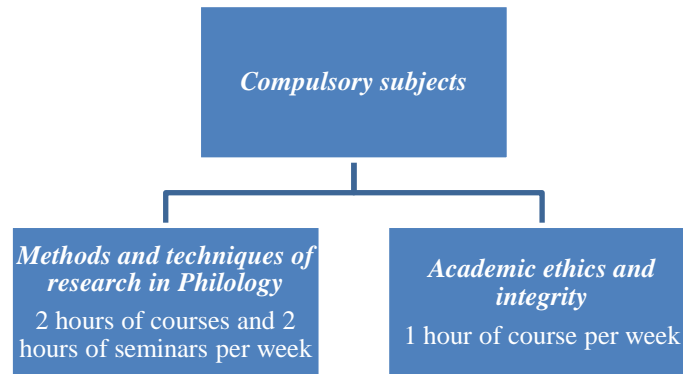 Compulsory subjects
Methods and techniques of
research in Philology
2 hours of courses and 2
hours of seminars per week
Academic ethics and
integrity
1 hour of course per week